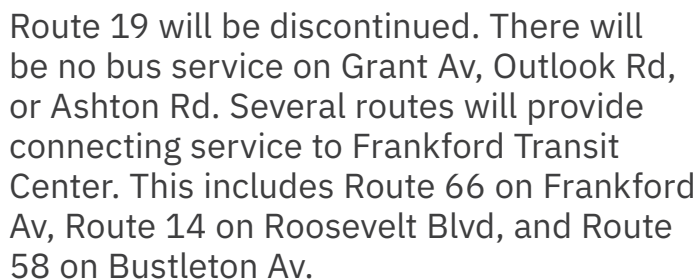 Route 19 will be discontinued. There will
be no bus service on Grant Av, Outlook Rd,
or Ashton Rd. Several routes will provide
connecting service to Frankford Transit
Center. This includes Route 66 on Frankford
Av, Route 14 on Roosevelt Blvd, and Route
58 on Bustleton Av.